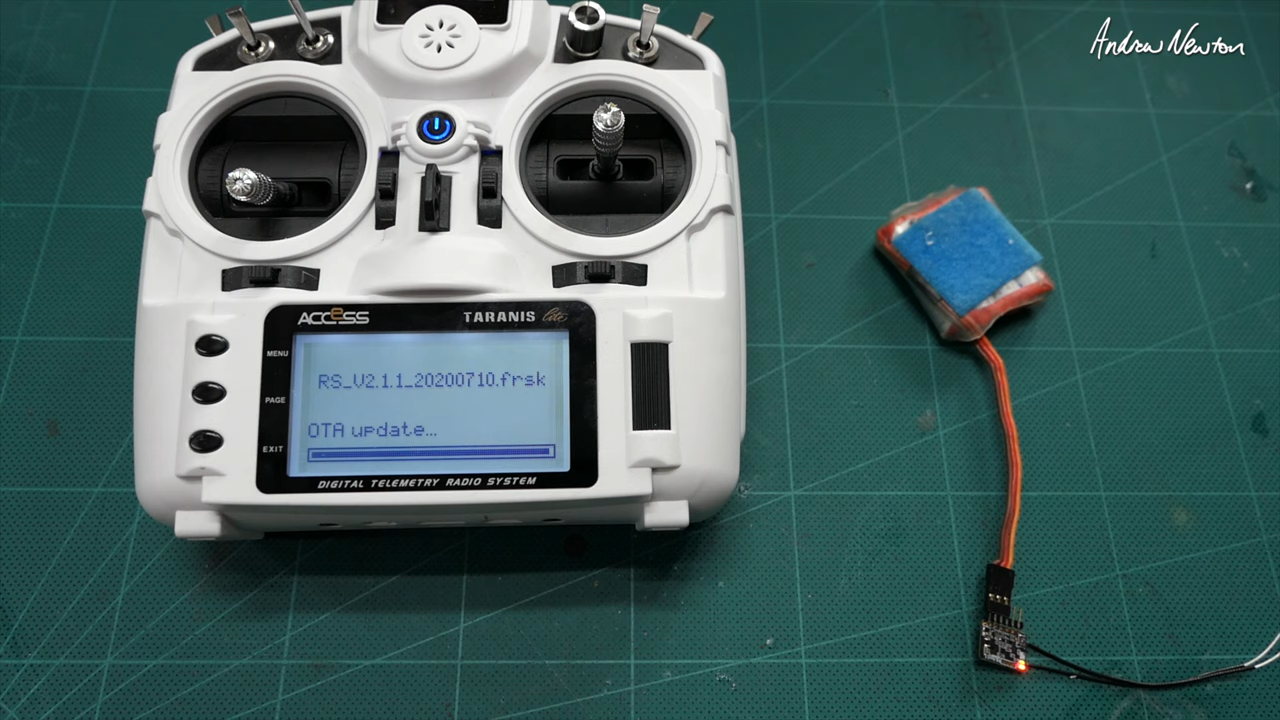 Andrew Newton
ACCeSS
TARANIS lite
MENU
PAGE
EXIT
RS_V2.1.1_20200710.frsk
OTA update...
DIGITAL TELEMETRY RADIO SYSTEM